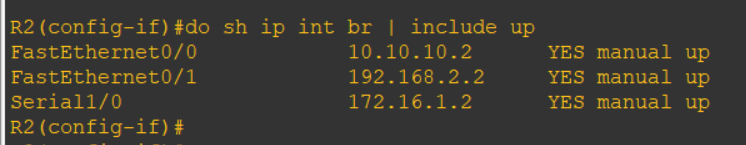 R2(config-if)#do sh ip int br | include up
FastEthernet0/0 10.10.10.2 YES manual up
FastEthernet0/1 192.168.2.2 YES manual up
Serial1/0 172.16.1.2 YES manual up
R2(config-if)#